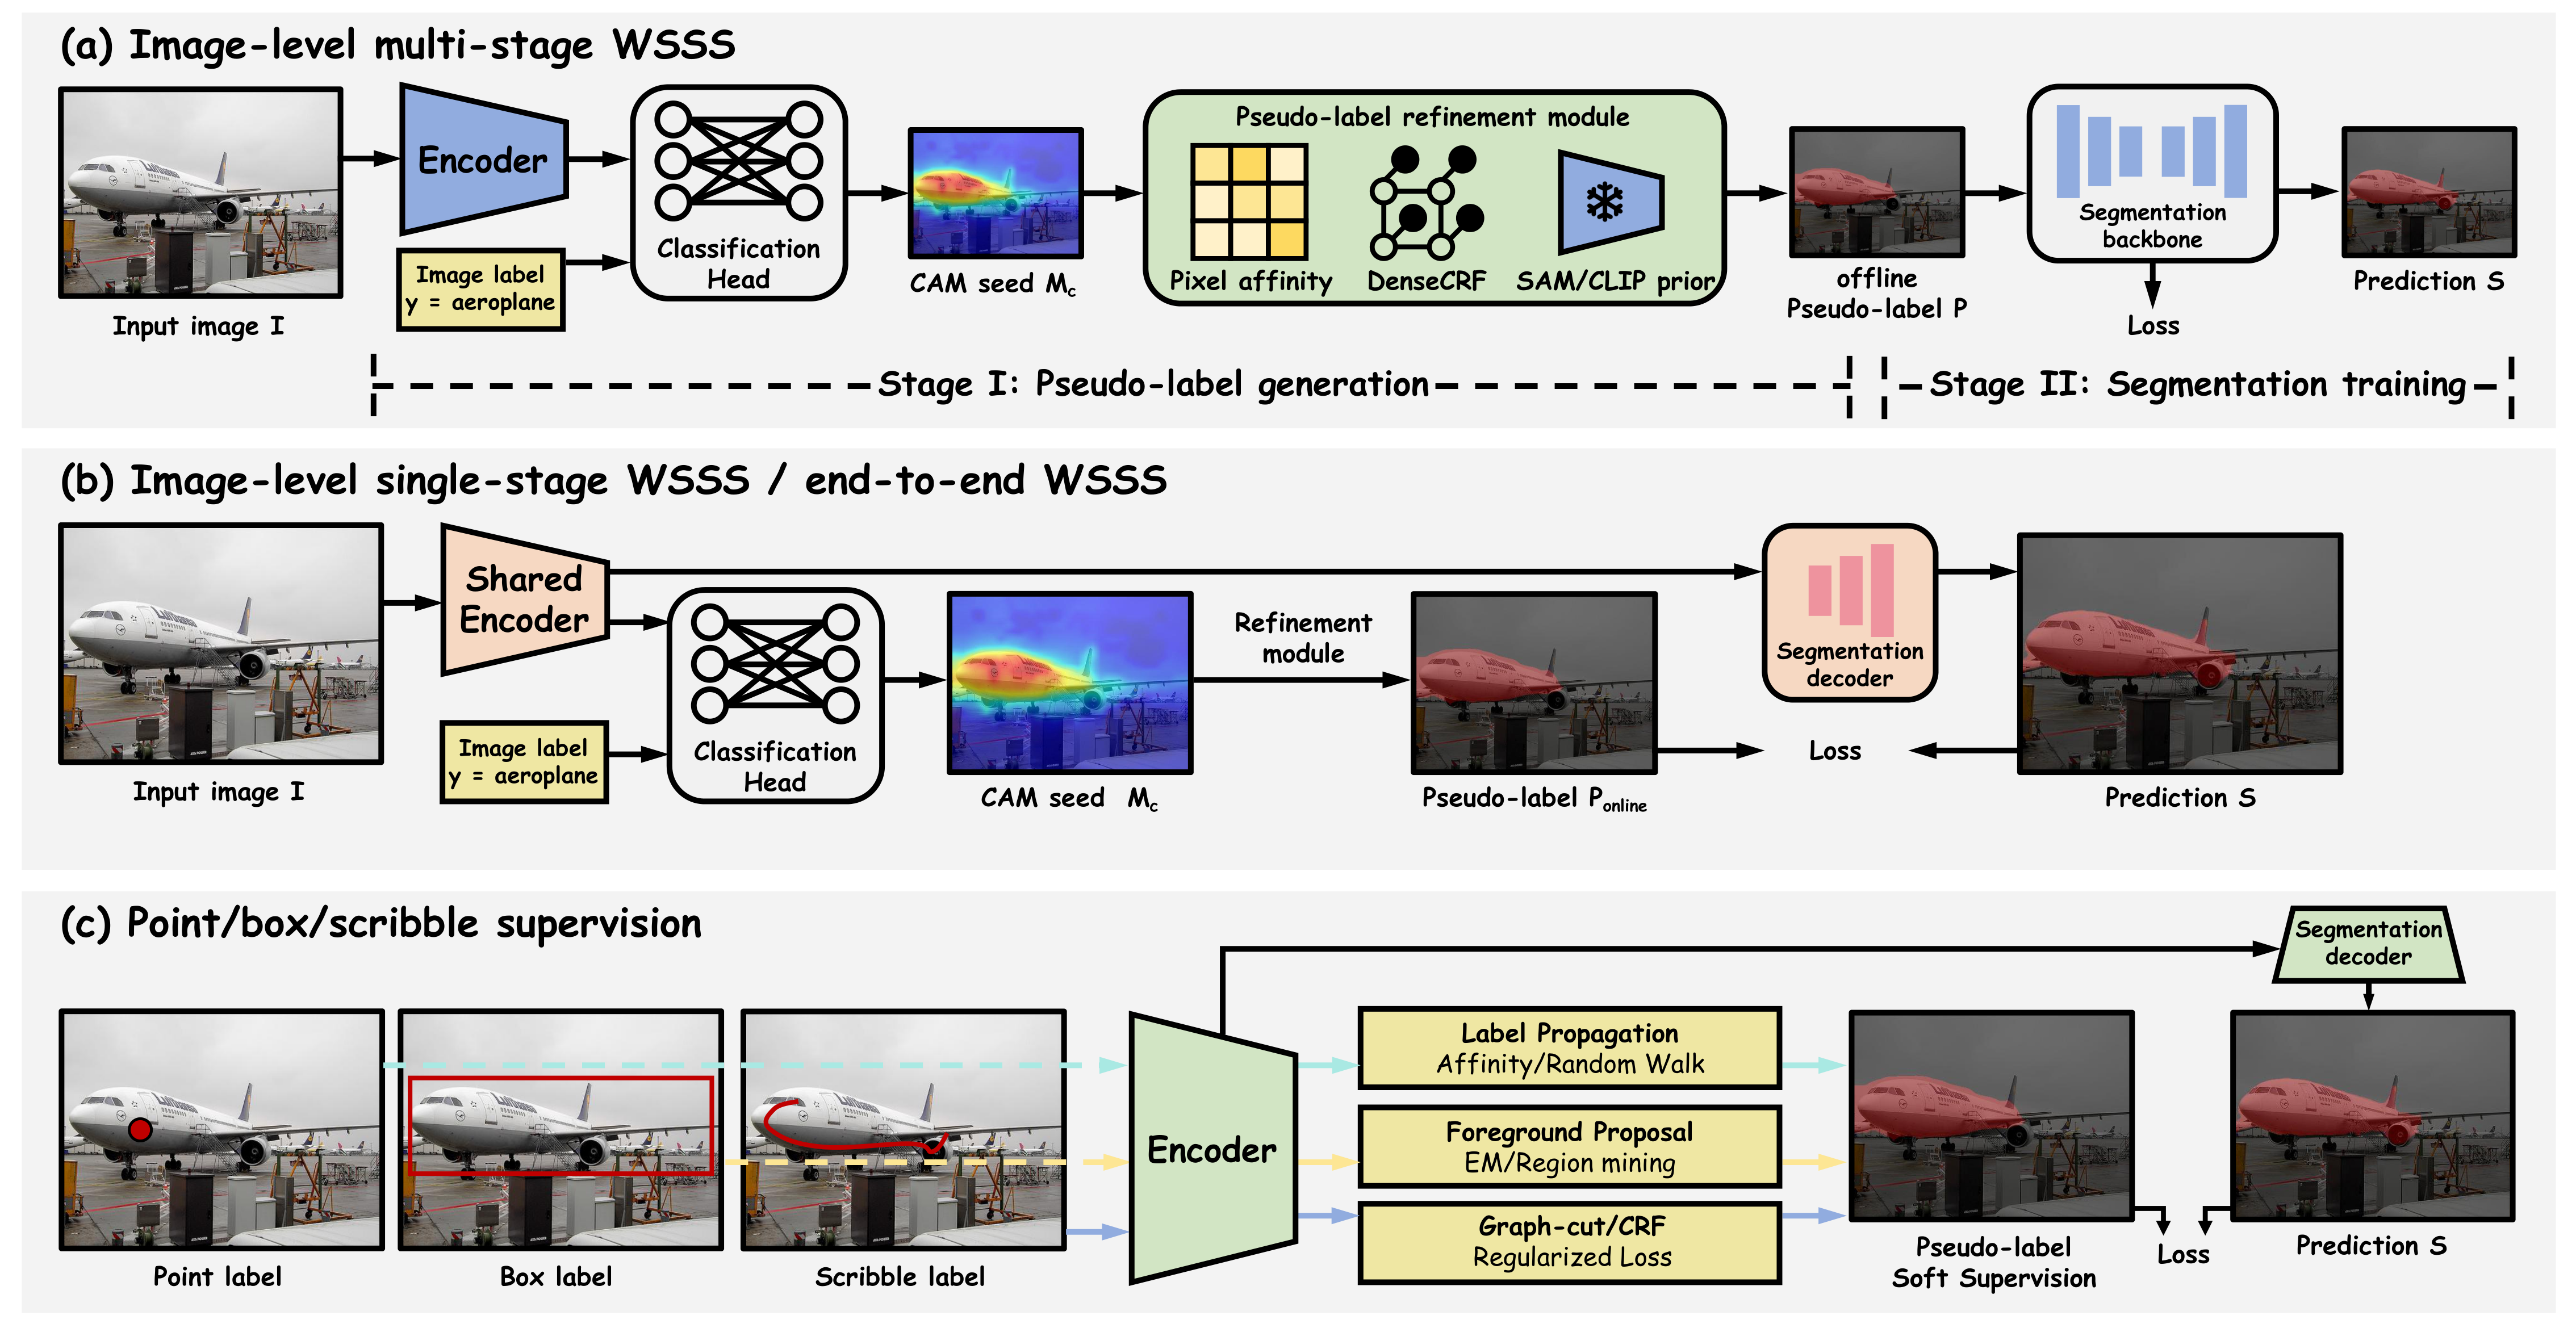 (a) Image-level multi-stage WSSS
Encoder
Image label
y = aeroplane
Input image I
Classification
Head
CAM seed Mc
Pseudo-label refinement module
Pixel affinity
DenseCRF
SAM/CLIP prior
offline
Pseudo-label P
Segmentation
backbone
Loss
Prediction S
Stage I: Pseudo-label generation
Stage II: Segmentation training
(b) Image-level single-stage WSSS / end-to-end WSSS
Input image I
Shared
Encoder
Image label
y = aeroplane
Classification
Head
CAM seed Mc
Refinement
module
Pseudo-label Ponline
Segmentation
decoder
Loss
Prediction S
(c) Point/box/scribble supervision
Point label
Box label
Scribble label
Encoder
Label Propagation
Affinity/Random Walk
Foreground Proposal
EM/Region mining
Graph-cut/CRF
Regularized Loss
Pseudo-label
Soft Supervision
Loss
Segmentation
decoder
Prediction S